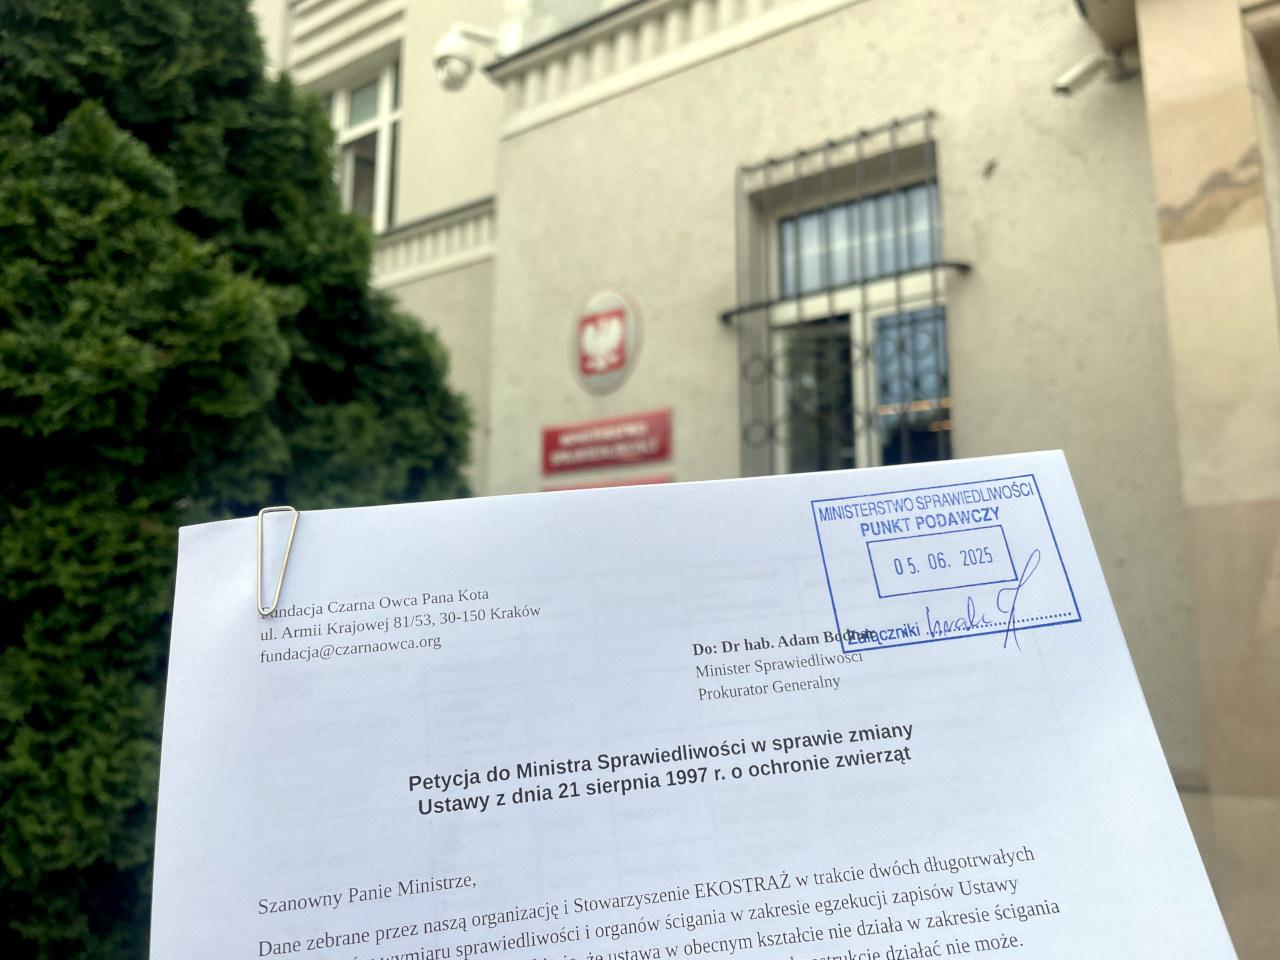 MINISTERSTWO SPRAWIEDLIWOŚCI
MINISTERSTWO SPRAWIEDLIWOŚCI
PUNKT PODAWCZY
05. 06. 2025
Załączniki
Fundacja Czarna Owca Pana Kota
ul. Armii Krajowej 81/53, 30-150 Kraków
fundacja@czarnaowca.org
Do: Dr hab. Adam Bodnar
Minister Sprawiedliwości
Prokurator Generalny
Petycja do Ministra Sprawiedliwości w sprawie zmiany
Ustawy z dnia 21 sierpnia 1997 r. o ochronie zwierząt
Szanowny Panie Ministrze,
Dane zebrane przez naszą organizację i Stowarzyszenie EKOSTRAŻ w trakcie dwóch długotrwałych
wymiaru sprawiedliwości i organów ścigania w zakresie egzekucji zapisów Ustawy
że ustawa w obecnym kształcie nie działa w zakresie ścigania
działać nie może.